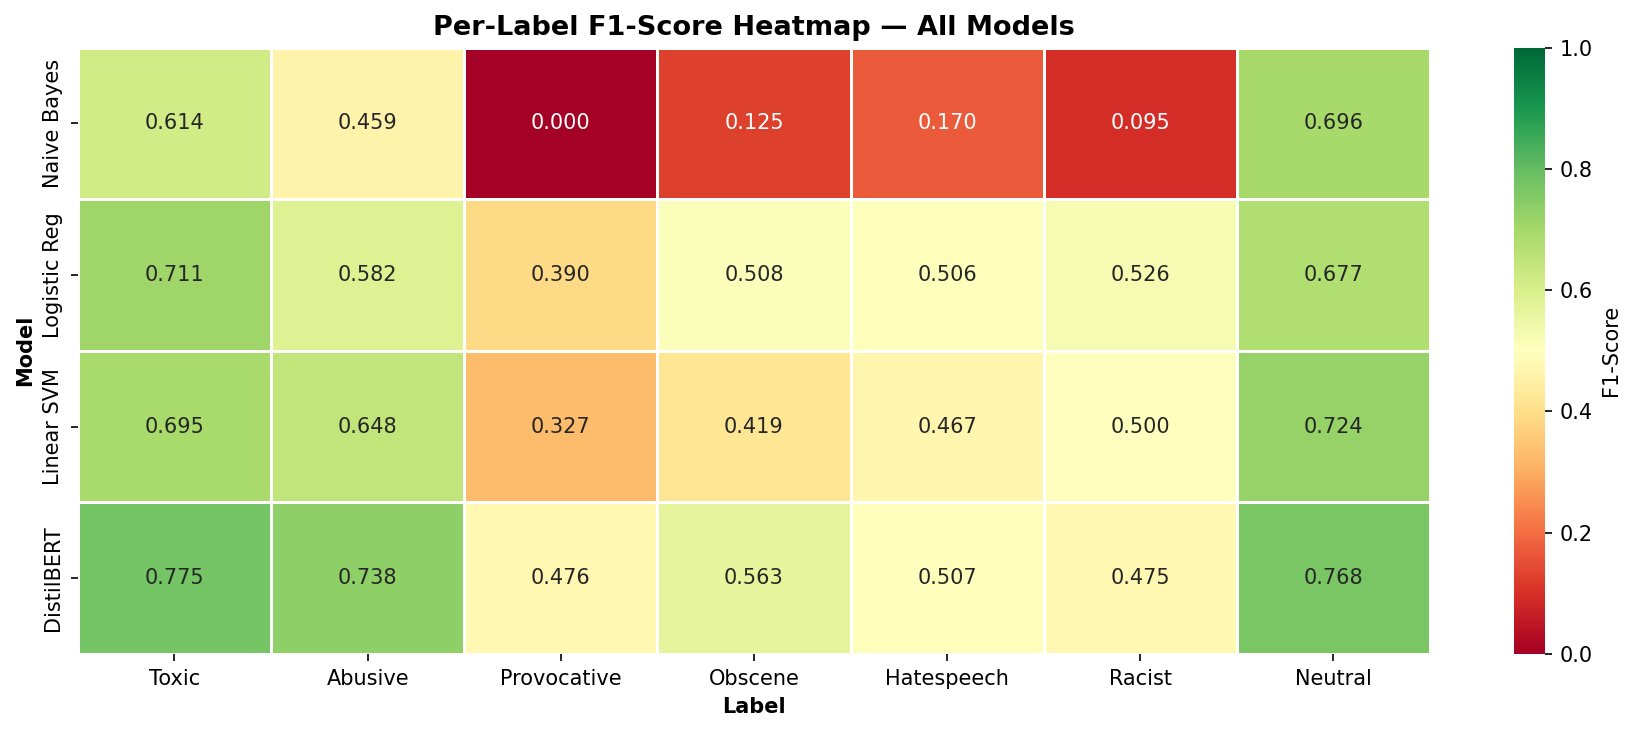 Per-Label F1-Score Heatmap — All Models
Model
Naive Bayes
0.614 0.459 0.000 0.125 0.170 0.095 0.696
Logistic Reg
0.711 0.582 0.390 0.508 0.506 0.526 0.677
Linear SVM
0.695 0.648 0.327 0.419 0.467 0.500 0.724
DistilBERT
0.775 0.738 0.476 0.563 0.507 0.475 0.768
Toxic Abusive Provocative Obscene Hatespeech Racist Neutral
Label
1.0
0.8
0.6
0.4
0.2
0.0
F1-Score